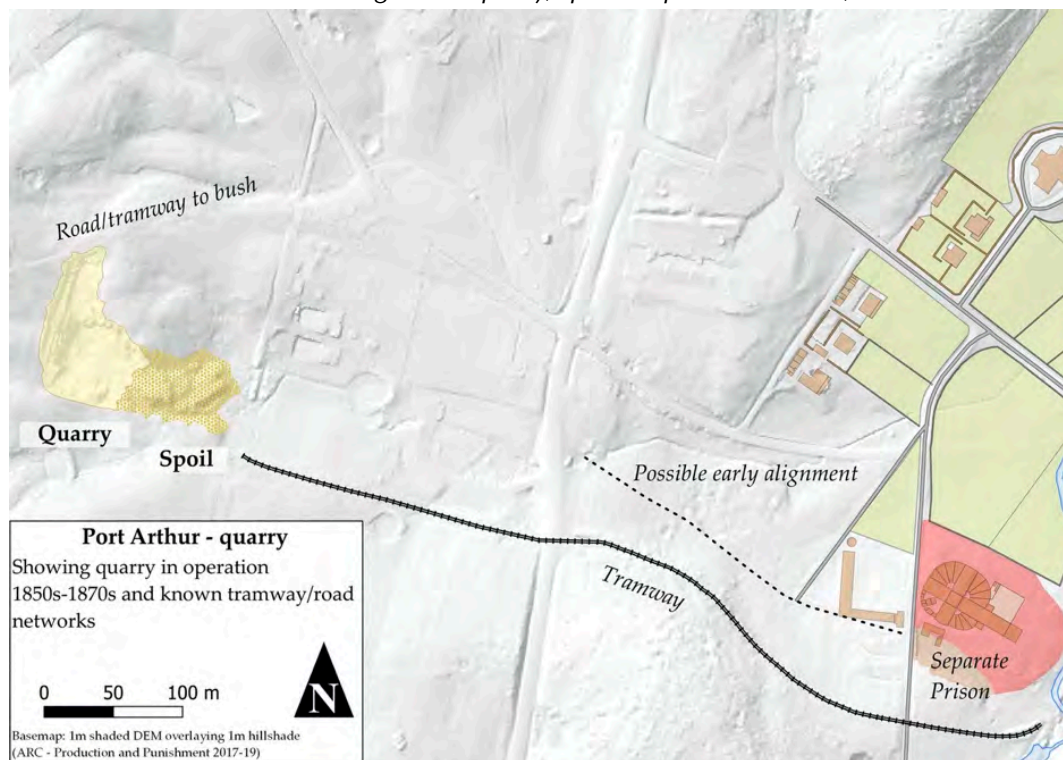 Road/tramway to bush
Quarry
Spoil
Possible early alignment
Tramway
Separate
Prison
Port Arthur - quarry
Showing quarry in operation
1850s-1870s and known tramway/road
networks
0 50 100 m
N
Basemap: 1m shaded DEM overlaying 1m hillshade
(ARC - Production and Punishment 2017-19)